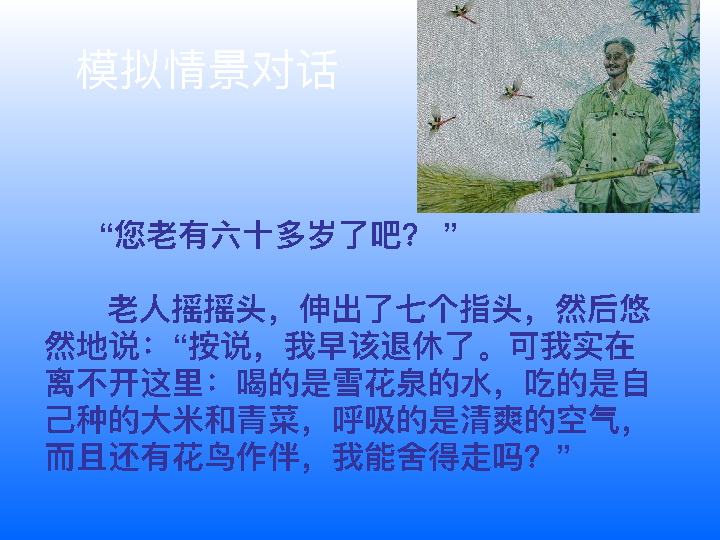 模拟情景对话
“您老有六十多岁了吧？ ”
老人摇摇头，伸出了七个指头，然后悠
然地说：“按说，我早该退休了。可我实在
离不开这里：喝的是雪花泉的水，吃的是自
己种的大米和青菜，呼吸的是清爽的空气，
而且还有花鸟作伴，我能舍得走吗？”